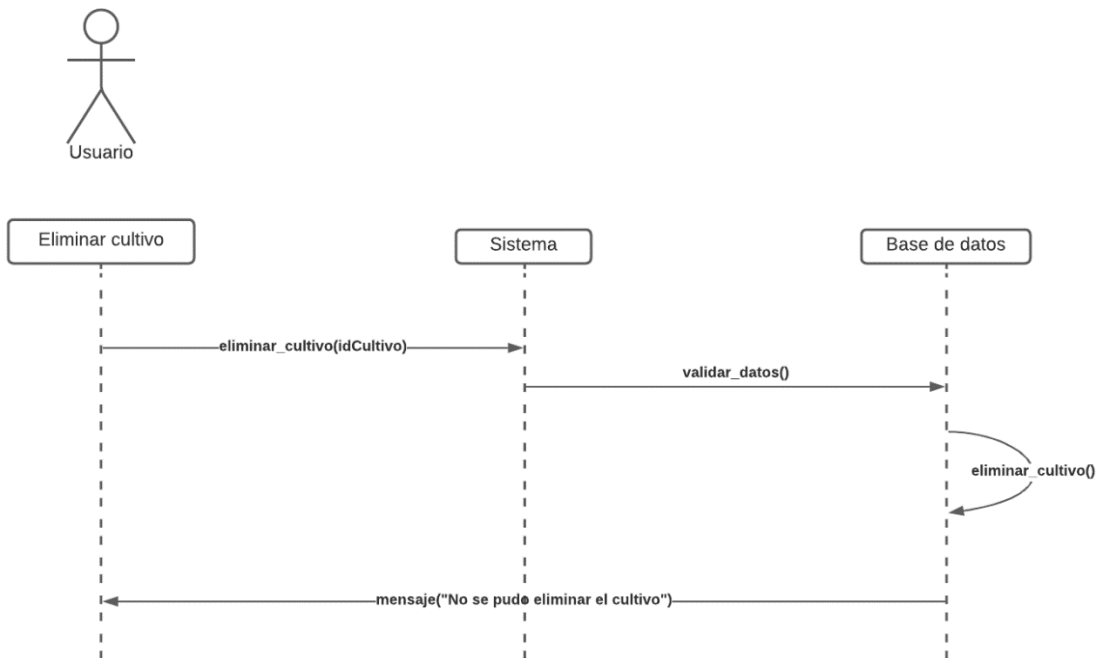 Usuario
Eliminar cultivo
Sistema
Base de datos
eliminar_cultivo(idCultivo)
validar_datos()
eliminar_cultivo()
mensaje("No se pudo eliminar el cultivo")